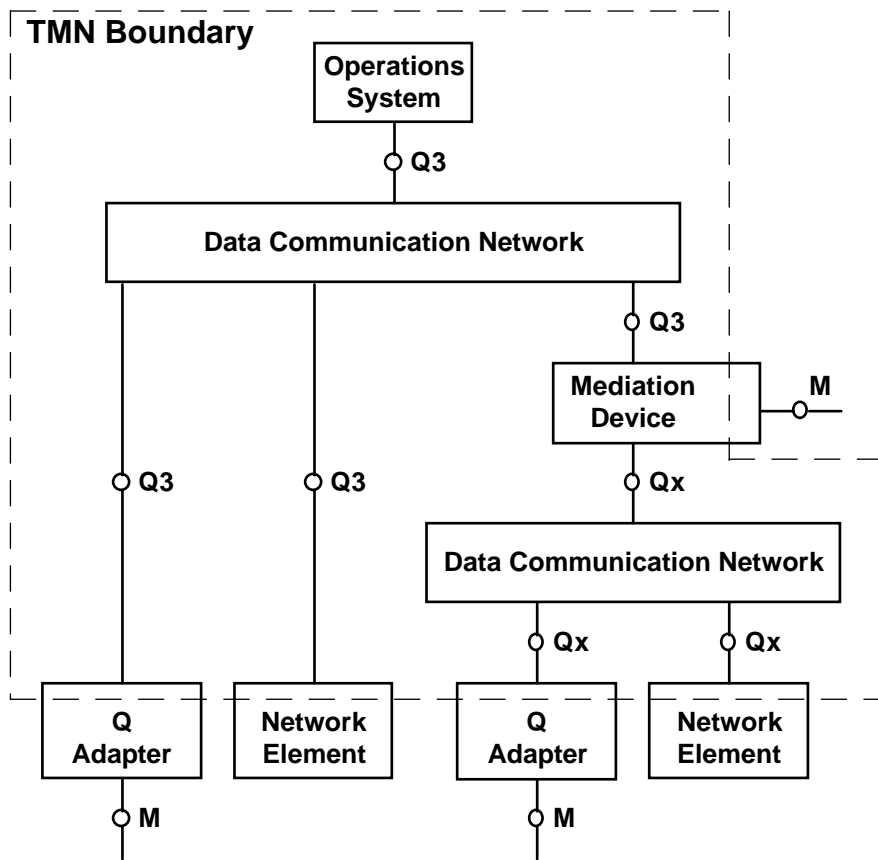 TMN Boundary
Operations
System
Q3
Data Communication Network
Q3
Mediation
Device
M
Q3
Q3
Qx
Data Communication Network
Qx
Qx
Q
Adapter
Network
Element
Q
Adapter
Network
Element
M
M